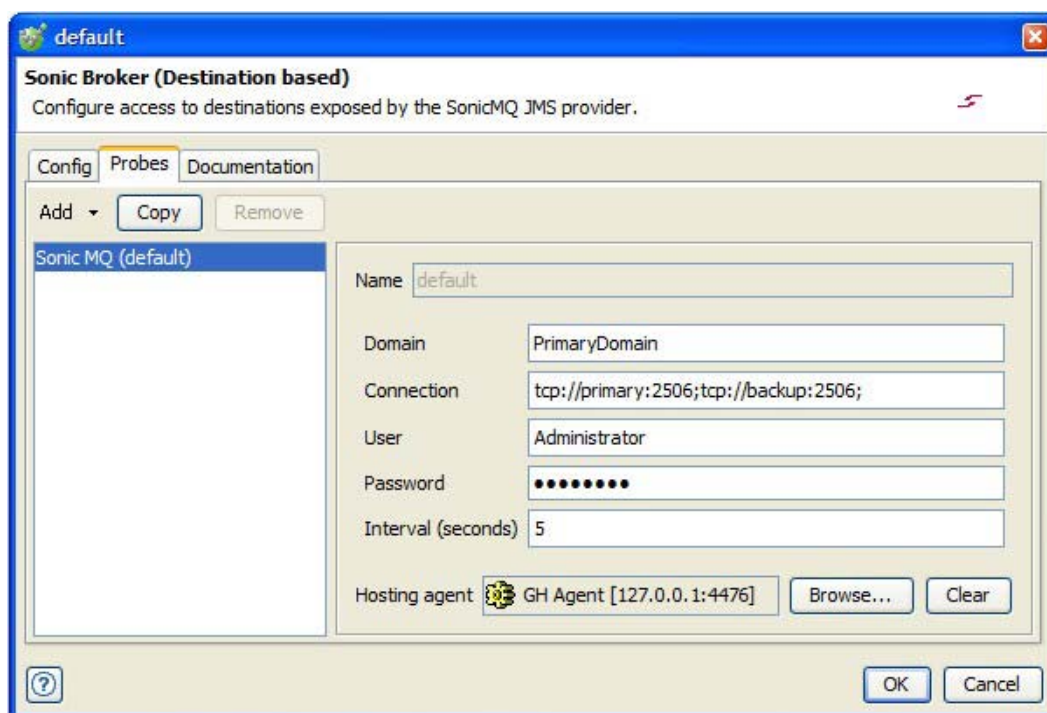 default
Sonic Broker (Destination based)
Configure access to destinations exposed by the SonicMQ JMS provider.
Config Probes Documentation
Add Copy Remove
Sonic MQ (default)
Name default
Domain PrimaryDomain
Connection tcp://primary:2506;tcp://backup:2506;
User Administrator
Password ●●●●●●●●
Interval (seconds) 5
Hosting agent GH Agent [127.0.0.1:4476] Browse... Clear
? OK Cancel